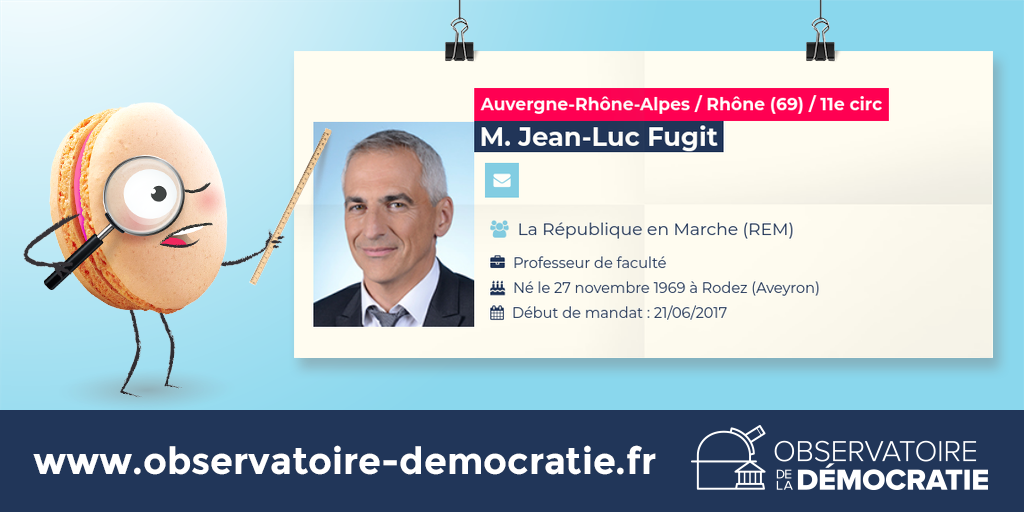 Auvergne-Rhône-Alpes / Rhône (69) / 11e circ
M. Jean-Luc Fugit
La République en Marche (REM)
Professeur de faculté
Né le 27 novembre 1969 à Rodez (Aveyron)
Début de mandat : 21/06/2017
www.observatoire-democratie.fr
OBSERVATOIRE
DE LA DÉMOCRATIE